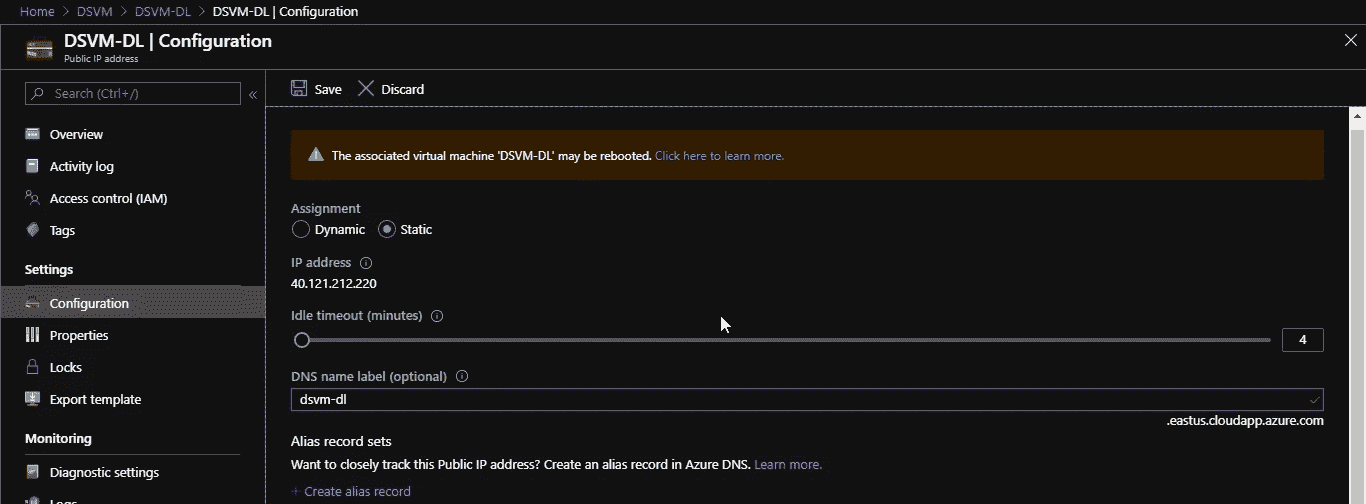 Home > DSVM > DSVM-DL > DSVM-DL | Configuration
DSVM-DL | Configuration
Public IP address
Search (Ctrl+/)
«
Save
Discard
Overview
Activity log
Access control (IAM)
Tags
Settings
Configuration
Properties
Locks
Export template
Monitoring
Diagnostic settings
Logs
The associated virtual machine 'DSVM-DL' may be rebooted. Click here to learn more.
Assignment
Dynamic Static
IP address
40.121.212.220
Idle timeout (minutes)
4
DNS name label (optional)
dsvm-dl
.eastus.cloudapp.azure.com
Alias record sets
Want to closely track this Public IP address? Create an alias record in Azure DNS. Learn more.
+ Create alias record